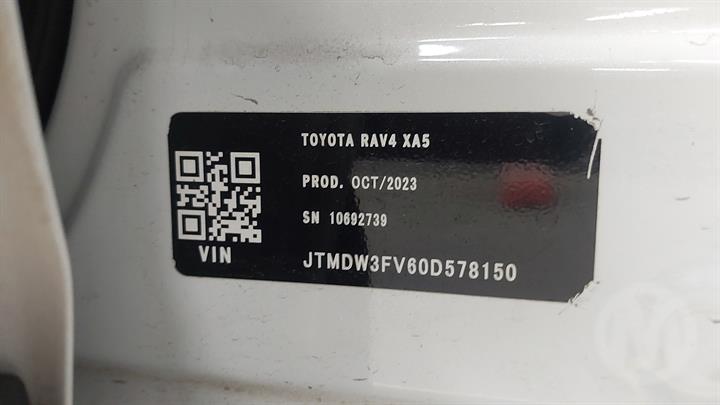 TOYOTA RAV4 XA5
PROD. OCT/2023
SN 10692739
VIN JTMDW3FV60D578150
M